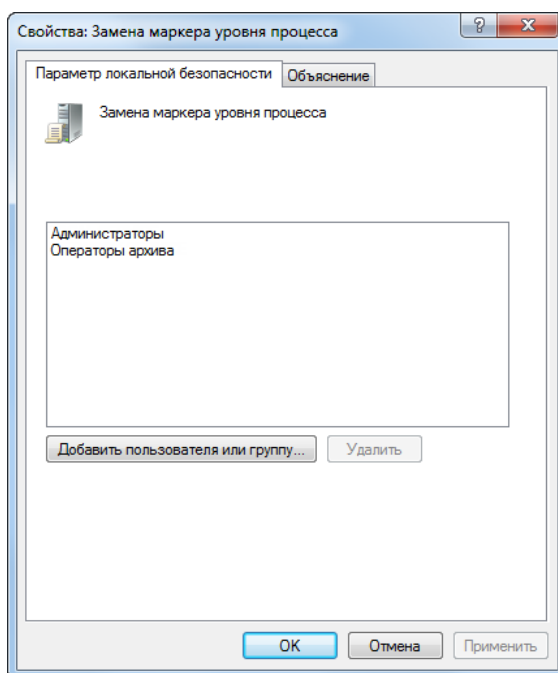 Свойства: Замена маркера уровня процесса
?
Параметр локальной безопасности
Объяснение
Замена маркера уровня процесса
Администраторы
Операторы архива
Добавить пользователя или группу...
Удалить
ОК
Отмена
Применить